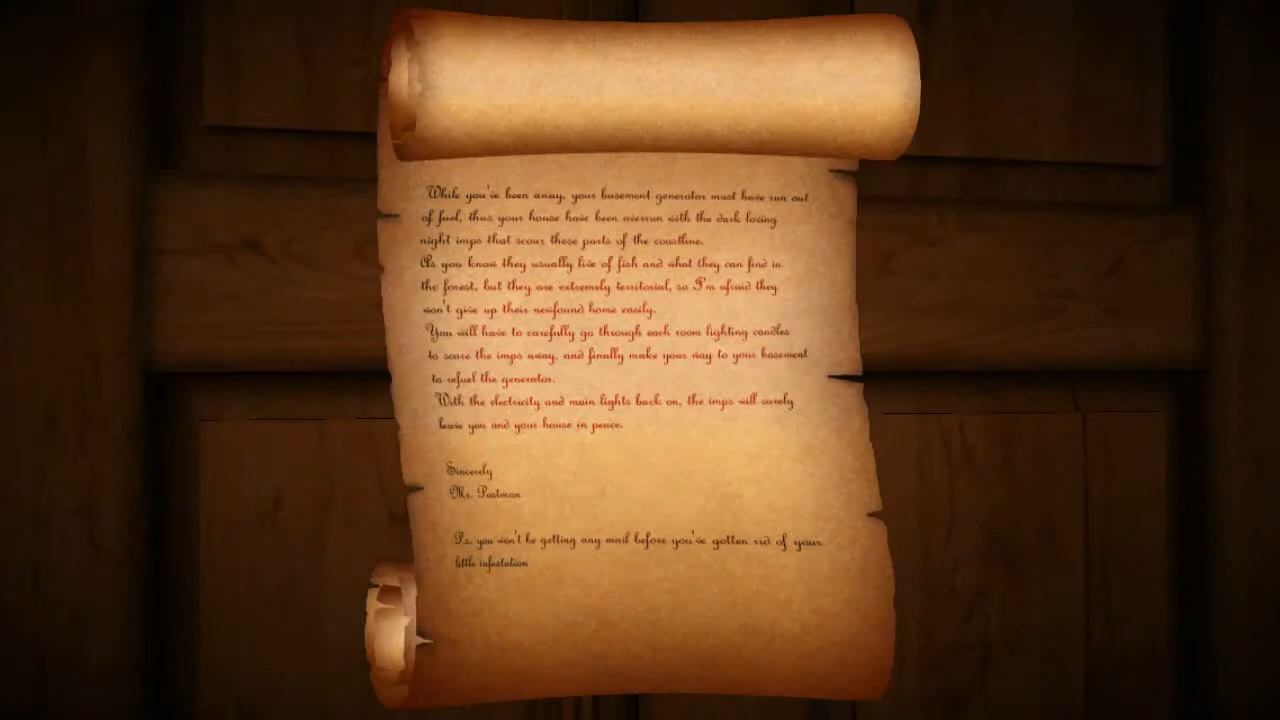 While you've been away, your basement generator must have run out
of fuel, thus your house have been overrun with the dark loving
night imps that scour these parts of the coastline.
As you know they usually live of fish and what they can find in
the forest, but they are extremely territorial, so I'm afraid they
won't give up their newfound home easily.
You will have to carefully go through each room lighting candles
to scare the imps away, and finally make your way to your basement
to refuel the generator.
With the electricity and main lights back on, the imps will surely
leave you and your house in peace.
Sincerely
Mr. Postman
Ps. you won't be getting any mail before you've gotten rid of your
little infestation